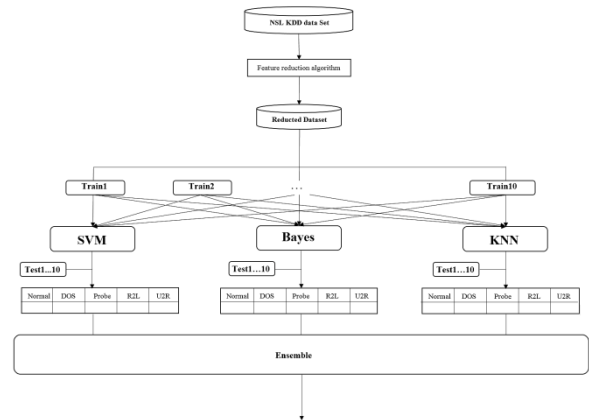 NSL KDD data Set
Feature reduction algorithm
Reducted Dataset
Train1 Train2 ... Train10
SVM Bayes KNN
Test1...10 Test1...10 Test1...10
Normal DOS Probe R2L U2R Normal DOS Probe R2L U2R Normal DOS Probe R2L U2R
Ensemble